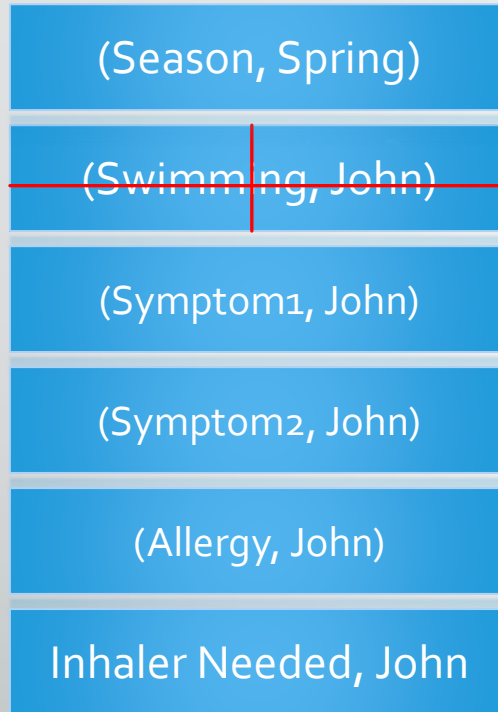 (Season, Spring)
(Swimming, John)
(Symptom1, John)
(Symptom2, John)
(Allergy, John)
Inhaler Needed, John